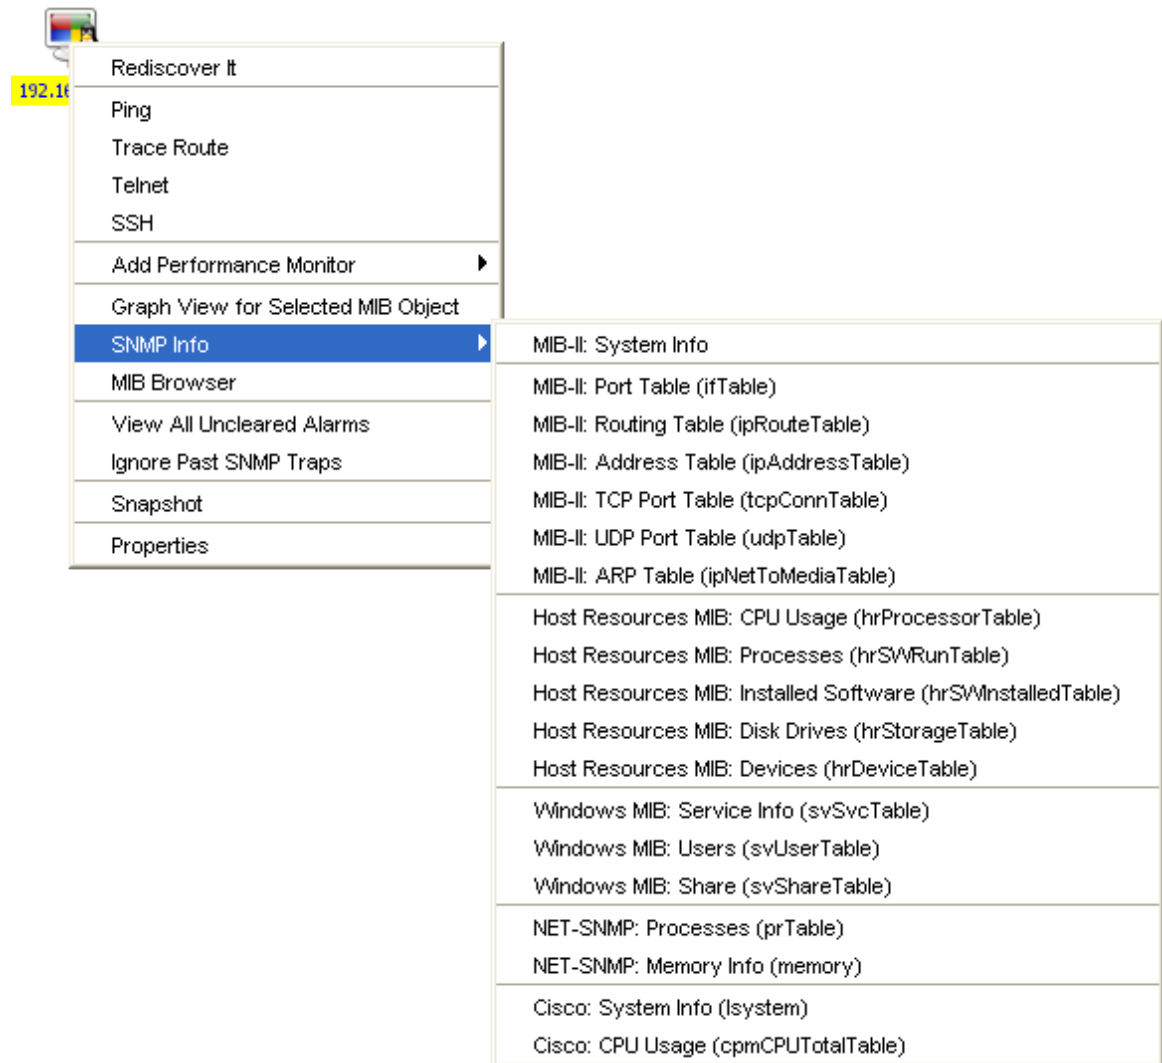 192.16
Rediscover It
Ping
Trace Route
Telnet
SSH
Add Performance Monitor
Graph View for Selected MIB Object
SNMP Info
MIB Browser
View All Uncleared Alarms
Ignore Past SNMP Traps
Snapshot
Properties
MIB-II: System Info
MIB-II: Port Table (ifTable)
MIB-II: Routing Table (ipRouteTable)
MIB-II: Address Table (ipAddressTable)
MIB-II: TCP Port Table (tcpConnTable)
MIB-II: UDP Port Table (udpTable)
MIB-II: ARP Table (ipNetToMediaTable)
Host Resources MIB: CPU Usage (hrProcessorTable)
Host Resources MIB: Processes (hrSWRunTable)
Host Resources MIB: Installed Software (hrSWInstalledTable)
Host Resources MIB: Disk Drives (hrStorageTable)
Host Resources MIB: Devices (hrDeviceTable)
Windows MIB: Service Info (svSvcTable)
Windows MIB: Users (svUserTable)
Windows MIB: Share (svShareTable)
NET-SNMP: Processes (prTable)
NET-SNMP: Memory Info (memory)
Cisco: System Info (lsystem)
Cisco: CPU Usage (cpmCPUTotalTable)